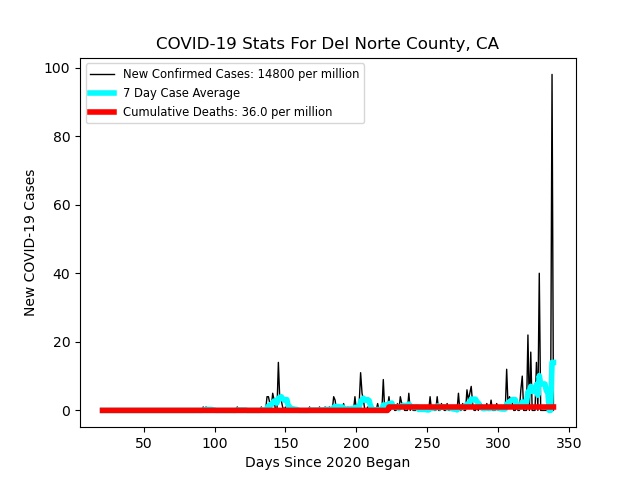 COVID-19 Stats For Del Norte County, CA
New Confirmed Cases: 14800 per million
7 Day Case Average
Cumulative Deaths: 36.0 per million
New COVID-19 Cases
100
80
60
40
20
0
50 100 150 200 250 300 350
Days Since 2020 Began